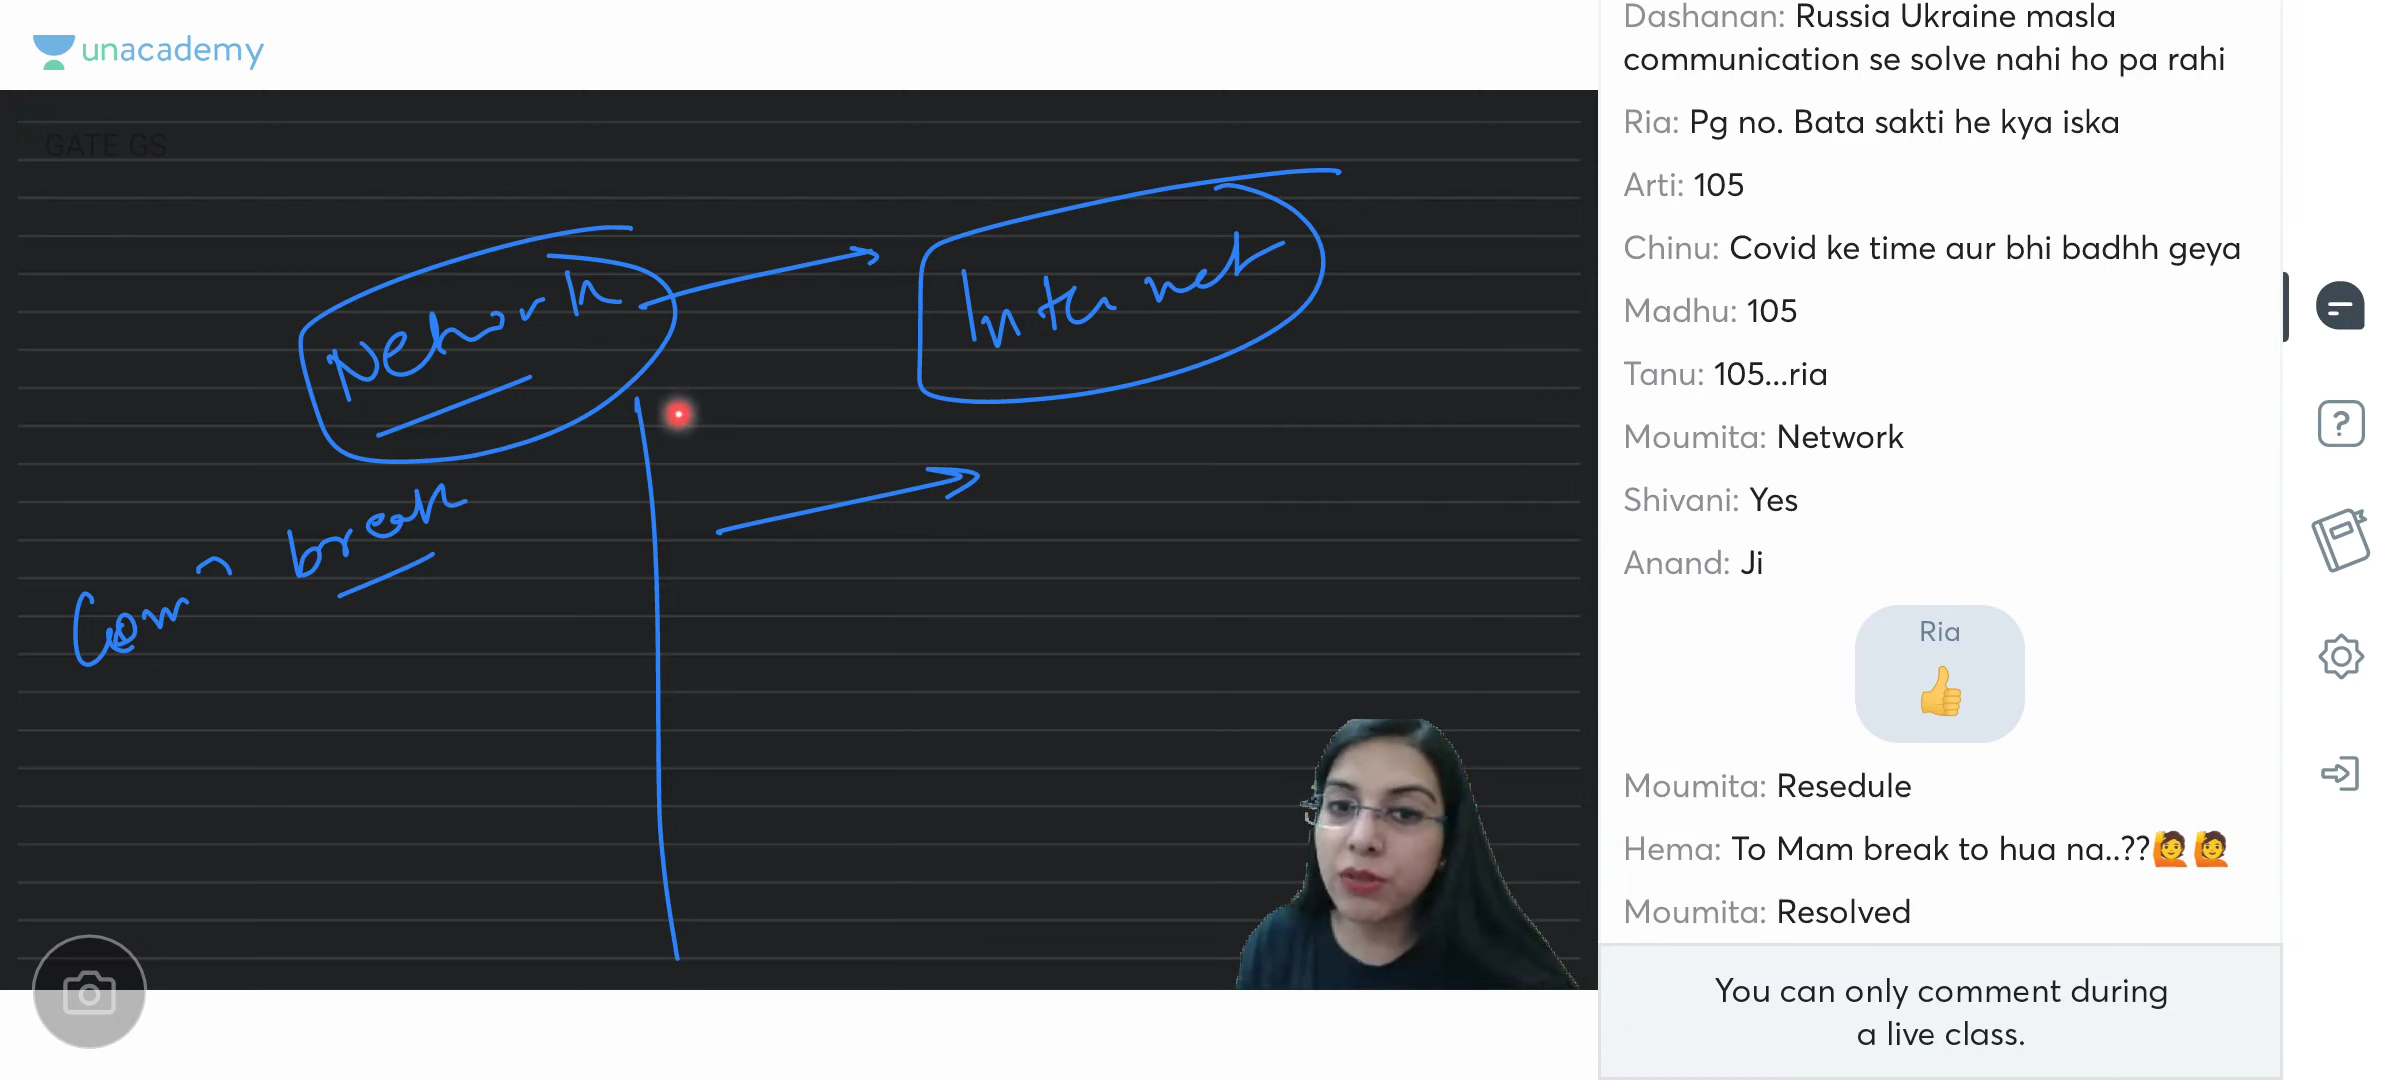 unacademy
GATE GS
Network
Internet
Comn break
Dashanan: Russia Ukraine masla
communication se solve nahi ho pa rahi
Ria: Pg no. Bata sakti he kya iska
Arti: 105
Chinu: Covid ke time aur bhi badhh geya
Madhu: 105
Tanu: 105...ria
Moumita: Network
Shivani: Yes
Anand: Ji
Ria
👍
Moumita: Resedule
Hema: To Mam break to hua na..??🙋🙋
Moumita: Resolved
You can only comment during
a live class.